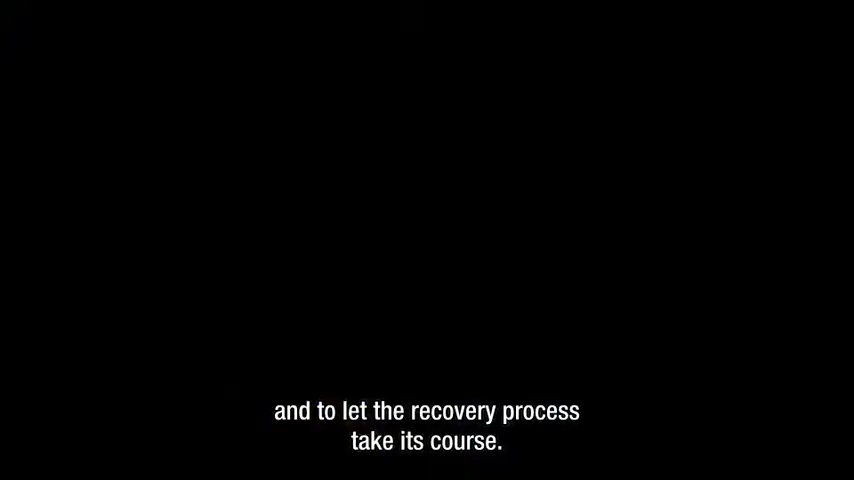 and to let the recovery process
take its course.